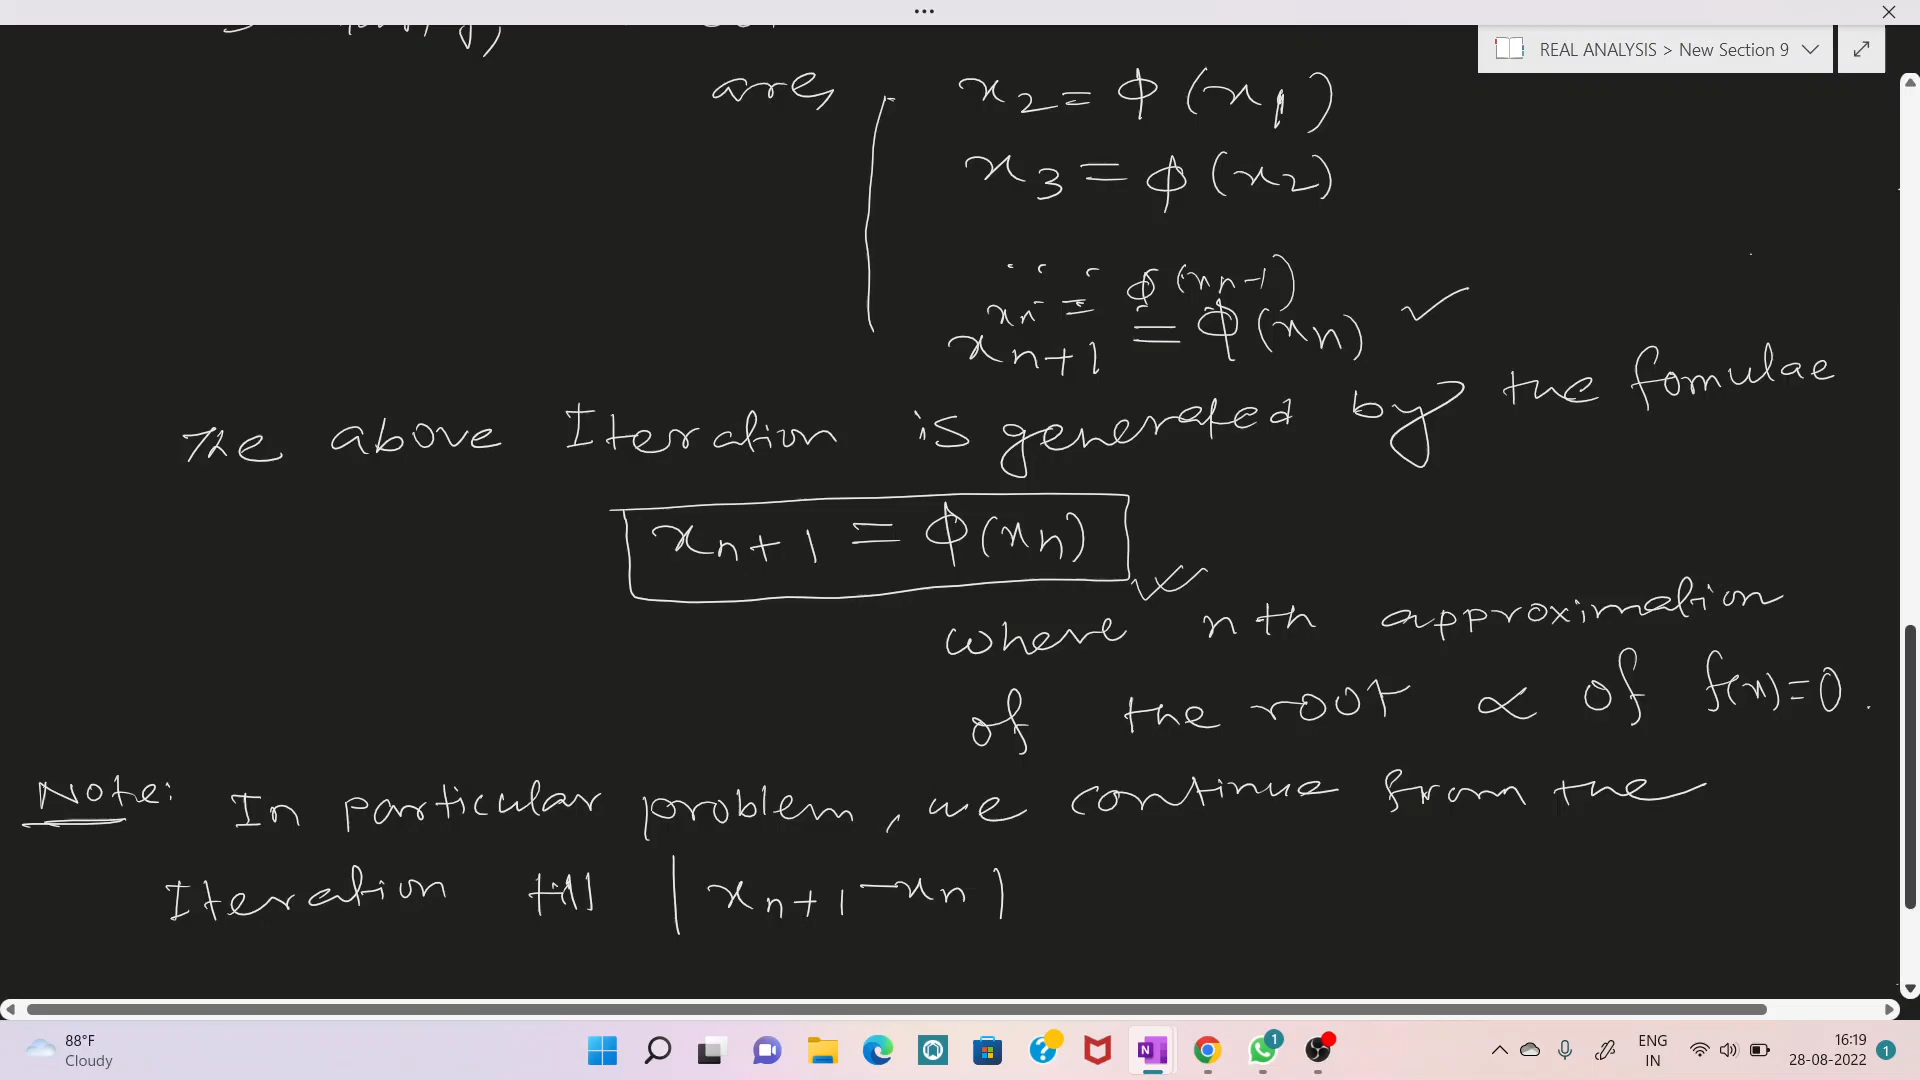 REAL ANALYSIS > New Section 9
are,
x₂ = ϕ (x₁)
x₃ = ϕ (x₂)
xₙ = ϕ (xₙ₋₁)
xₙ₊₁ = ϕ (xₙ)
The above Iteration is generated by the fomulae
xₙ₊₁ = ϕ(xₙ)
where nth approximation
of the root ∝ of f(x)=0.
Note: In particular problem, we continue from the
Iteration till |xₙ₊₁ - xₙ|
88°F
Cloudy
1
ENG
IN
16:19
28-08-2022
1